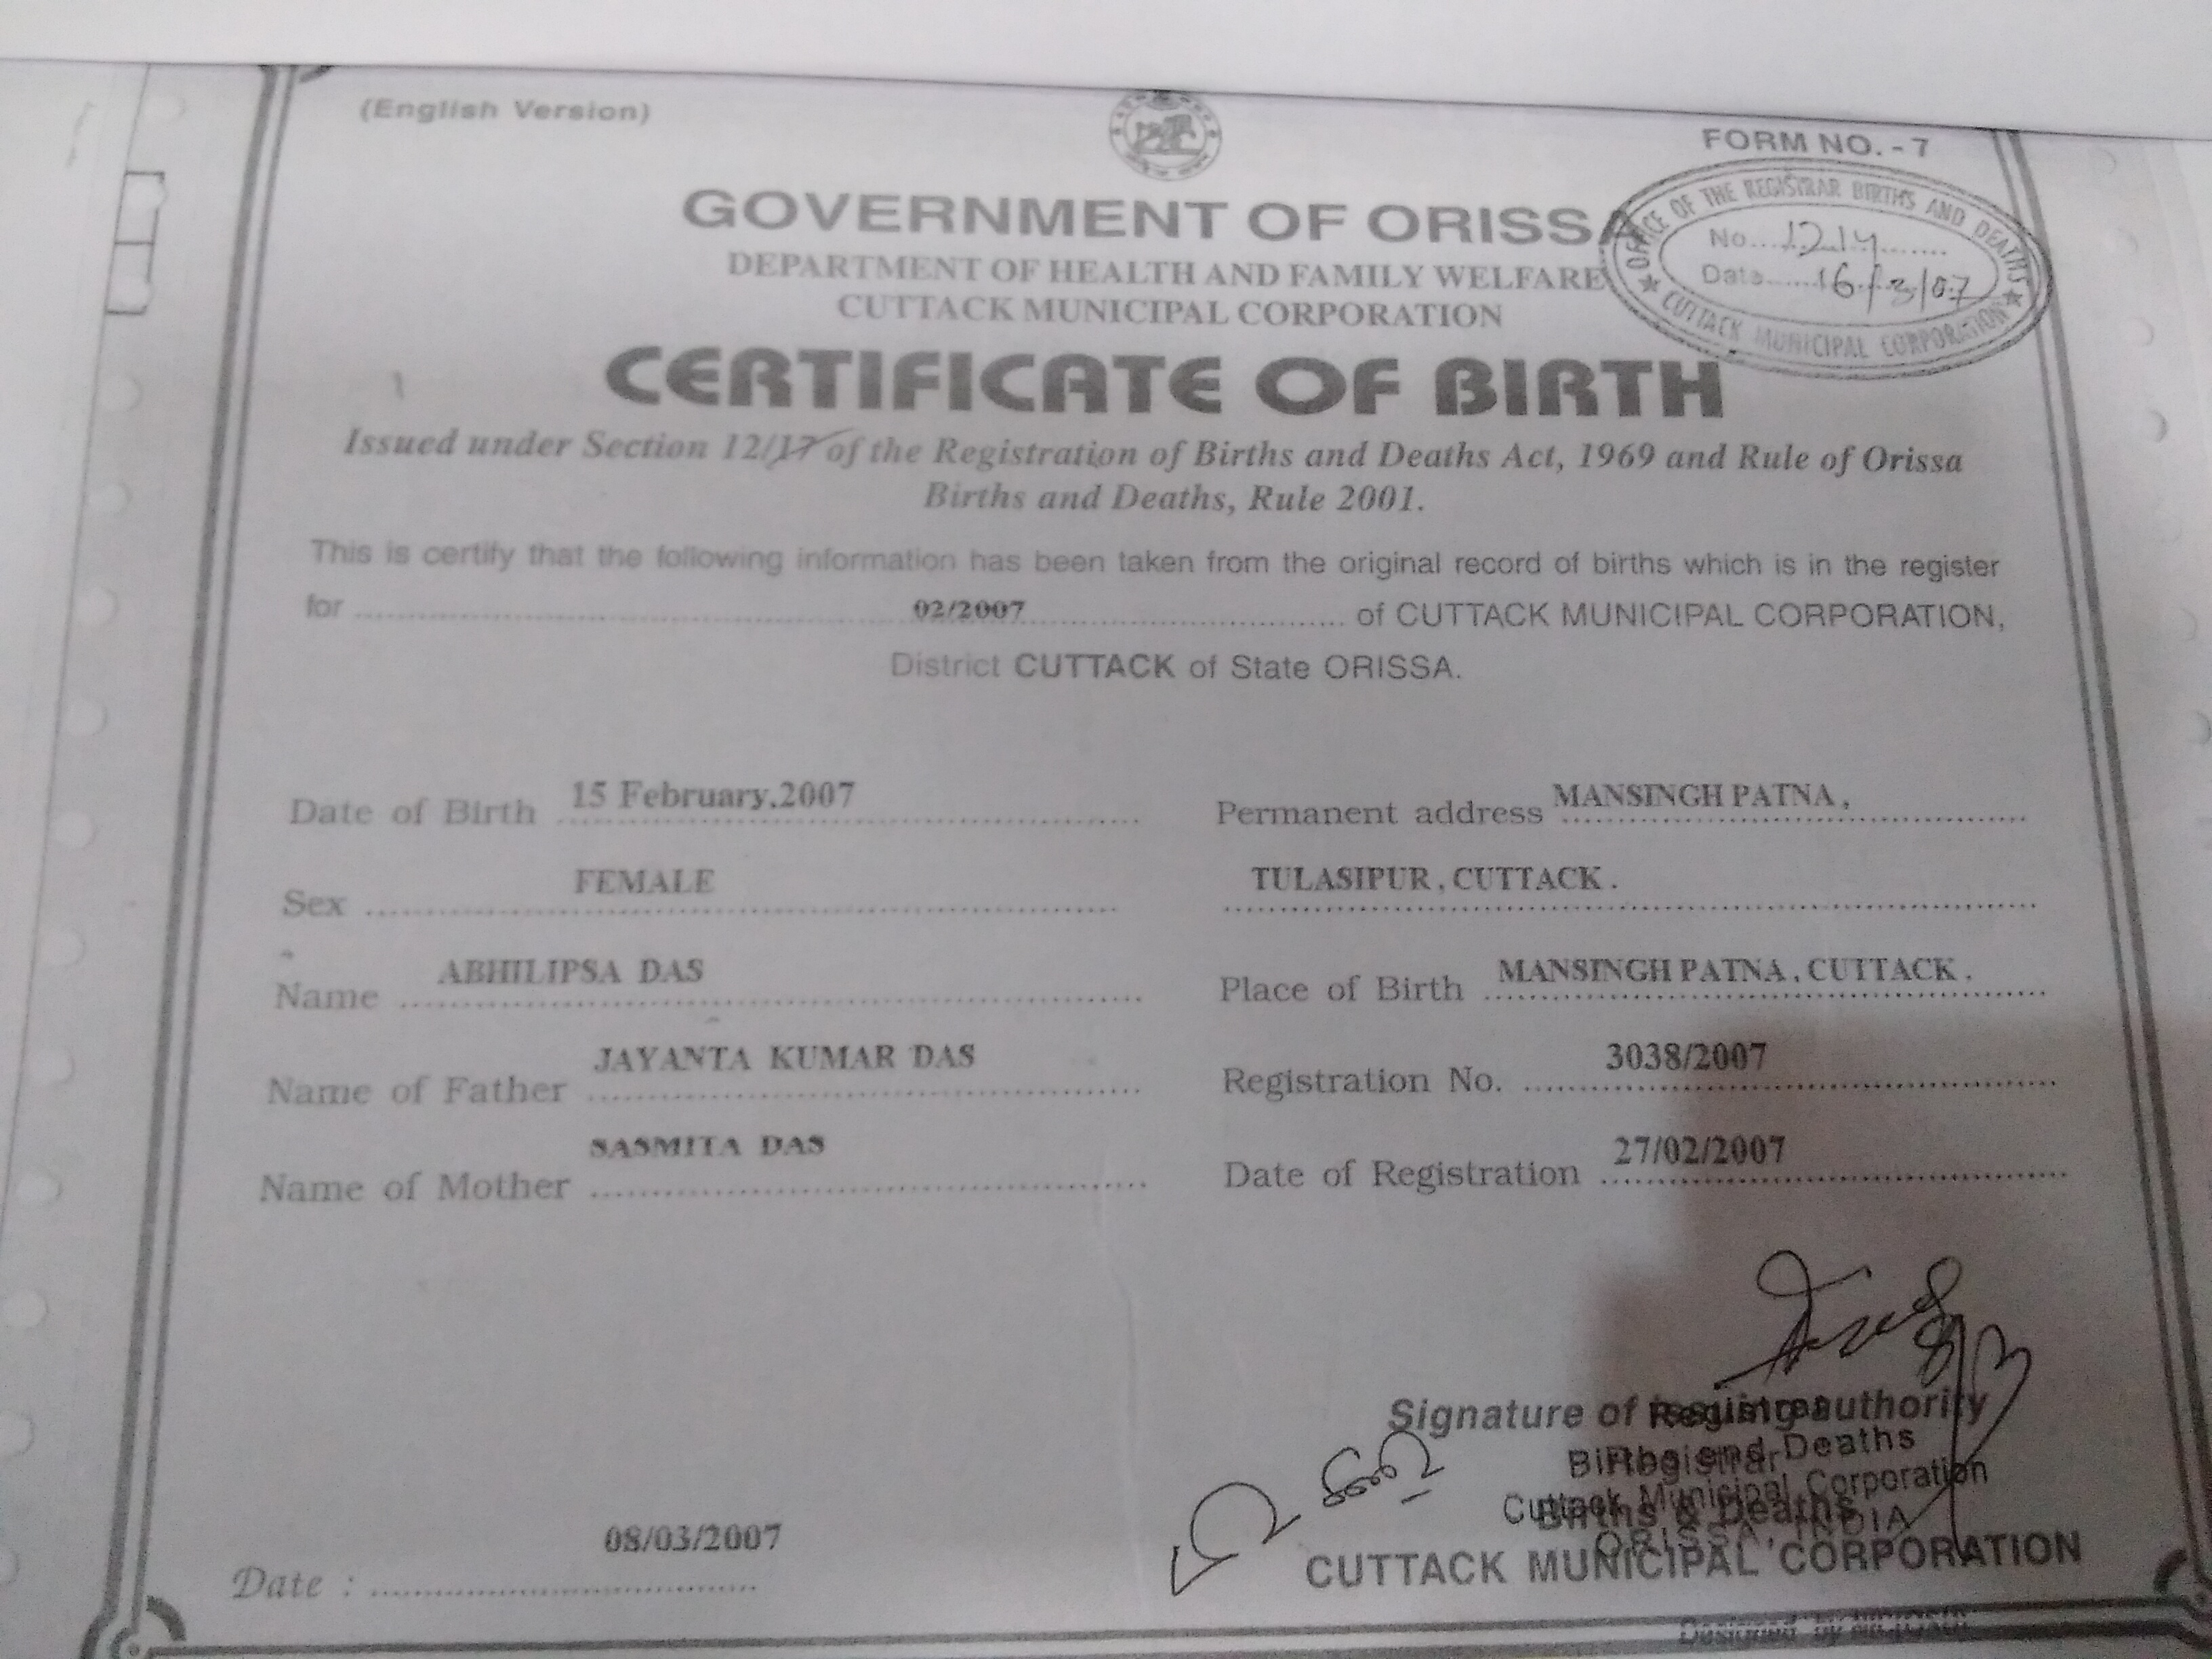 (English Version)
FORM NO. - 7
OFFICE OF THE REGISTRAR BIRTHS AND DEATHS
No. 1214
Date 16/3/07
★ CUTTACK MUNICIPAL CORPORATION ★
GOVERNMENT OF ORISSA
DEPARTMENT OF HEALTH AND FAMILY WELFARE
CUTTACK MUNICIPAL CORPORATION
CERTIFICATE OF BIRTH
Issued under Section 12/17 of the Registration of Births and Deaths Act, 1969 and Rule of Orissa
Births and Deaths, Rule 2001.
This is certify that the following information has been taken from the original record of births which is in the register
for 02/2007 of CUTTACK MUNICIPAL CORPORATION,
District CUTTACK of State ORISSA.
Date of Birth 15 February,2007
Permanent address MANSINGH PATNA,
Sex FEMALE
TULASIPUR, CUTTACK.
Name ABHILIPSA DAS
Place of Birth MANSINGH PATNA, CUTTACK.
Name of Father JAYANTA KUMAR DAS
Registration No. 3038/2007
Name of Mother SASMITA DAS
Date of Registration 27/02/2007
Signature of Issuing authority
Registrar
Births and Deaths
Cuttack Municipal Corporation
ORISSA, INDIA
Registrar
Births & Deaths
CUTTACK MUNICIPAL CORPORATION
Date : 08/03/2007
Designed by